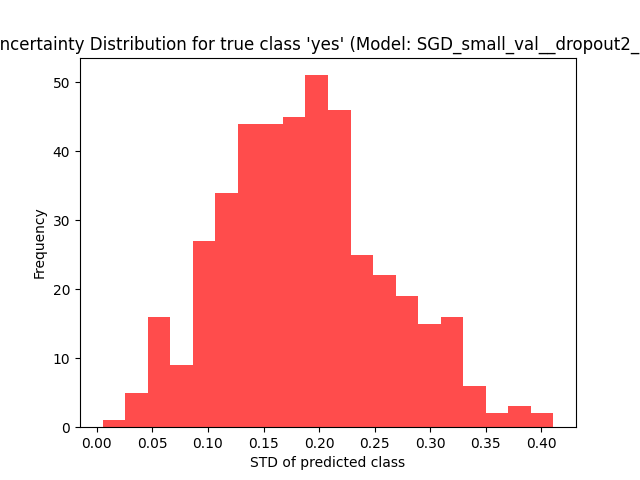 ncertainty Distribution for true class 'yes' (Model: SGD_small_val__dropout2_
50
40
30
20
10
0
Frequency
0.00 0.05 0.10 0.15 0.20 0.25 0.30 0.35 0.40
STD of predicted class